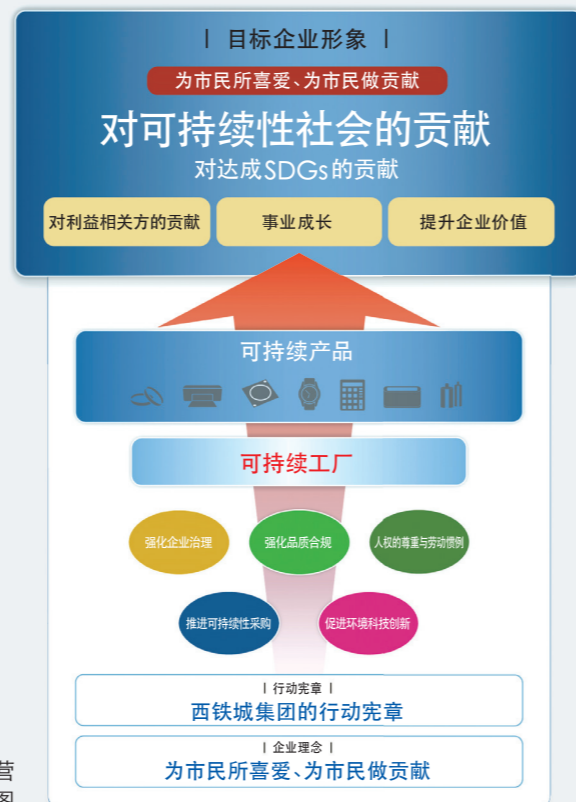 | 目标企业形象 |
为市民所喜爱、为市民做贡献
对可持续性社会的贡献
对达成SDGs的贡献
对利益相关方的贡献
事业成长
提升企业价值
可持续产品
可持续工厂
强化企业治理
强化品质合规
人权的尊重与劳动惯例
推进可持续性采购
促进环境科技创新
| 行动宪章 |
西铁城集团的行动宪章
| 企业理念 |
为市民所喜爱、为市民做贡献
营
图